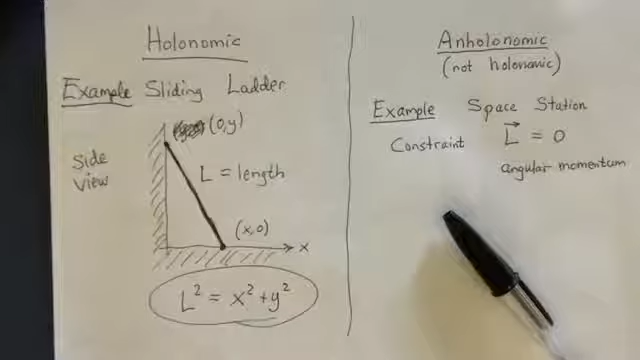 Holonomic
Example Sliding Ladder
(0,y)
Side
view
L = length
(x,0)
x
L² = x² + y²
Anholonomic
(not holonomic)
Example Space Station
Constraint L⃗ = 0
angular momentum